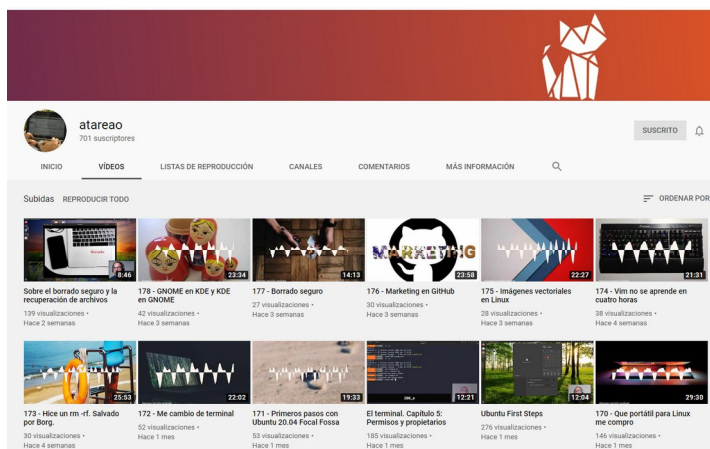 atareao
701 suscriptores
SUSCRITO
INICIO VÍDEOS LISTAS DE REPRODUCCIÓN CANALES COMENTARIOS MÁS INFORMACIÓN
Subidas REPRODUCIR TODO
ORDENAR POR
8:46
23:34
14:13
MARKETING
23:58
22:27
21:31
Sobre el borrado seguro y la
recuperación de archivos
139 visualizaciones •
Hace 2 semanas
178 - GNOME en KDE y KDE
en GNOME
42 visualizaciones •
Hace 3 semanas
177 - Borrado seguro
27 visualizaciones •
Hace 3 semanas
176 - Marketing en GitHub
30 visualizaciones •
Hace 3 semanas
175 - Imágenes vectoriales
en Linux
28 visualizaciones •
Hace 3 semanas
174 - Vim no se aprende en
cuatro horas
38 visualizaciones •
Hace 4 semanas
25:53
22:02
19:33
12:21
12:04
29:30
173 - Hice un rm -rf. Salvado
por Borg.
30 visualizaciones •
Hace 4 semanas
172 - Me cambio de terminal
52 visualizaciones •
Hace 1 mes
171 - Primeros pasos con
Ubuntu 20.04 Focal Fossa
53 visualizaciones •
Hace 1 mes
El terminal. Capítulo 5:
Permisos y propietarios
185 visualizaciones •
Hace 1 mes
Ubuntu First Steps
276 visualizaciones •
Hace 1 mes
170 - Que portátil para Linux
me compro
146 visualizaciones •
Hace 1 mes